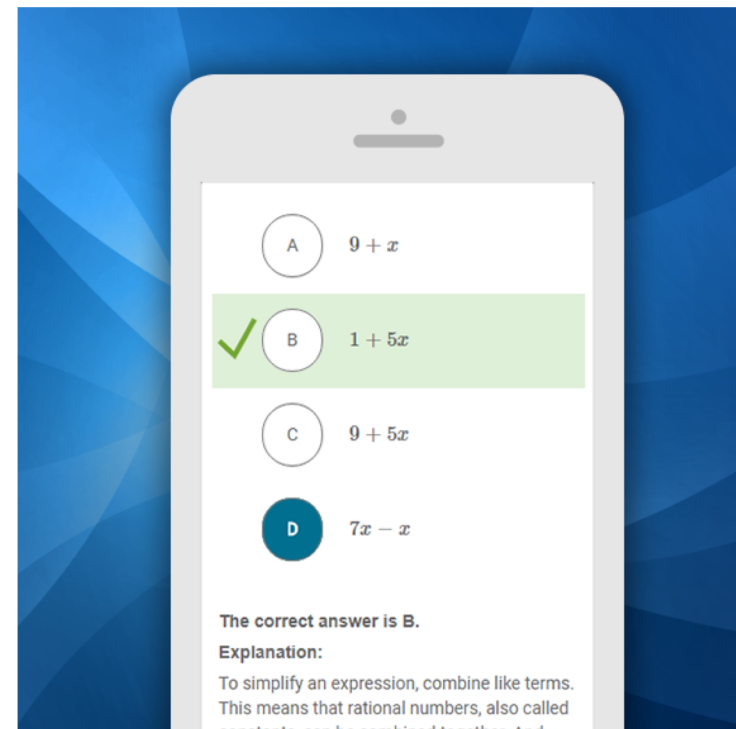 A 9 + x
B 1 + 5x
C 9 + 5x
D 7x − x
The correct answer is B.
Explanation:
To simplify an expression, combine like terms.
This means that rational numbers, also called